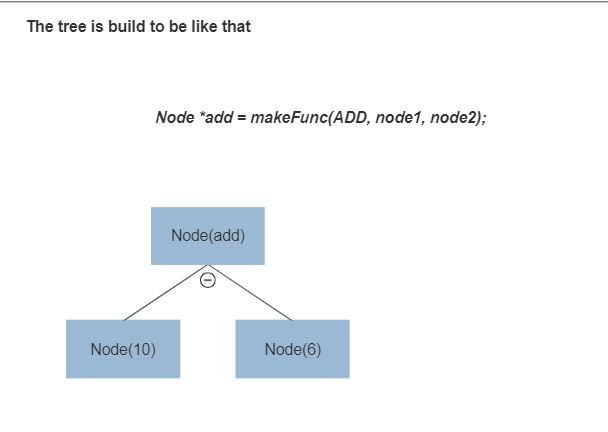 The tree is build to be like that
Node *add = makeFunc(ADD, node1, node2);
Node(add)
Node(10)
Node(6)